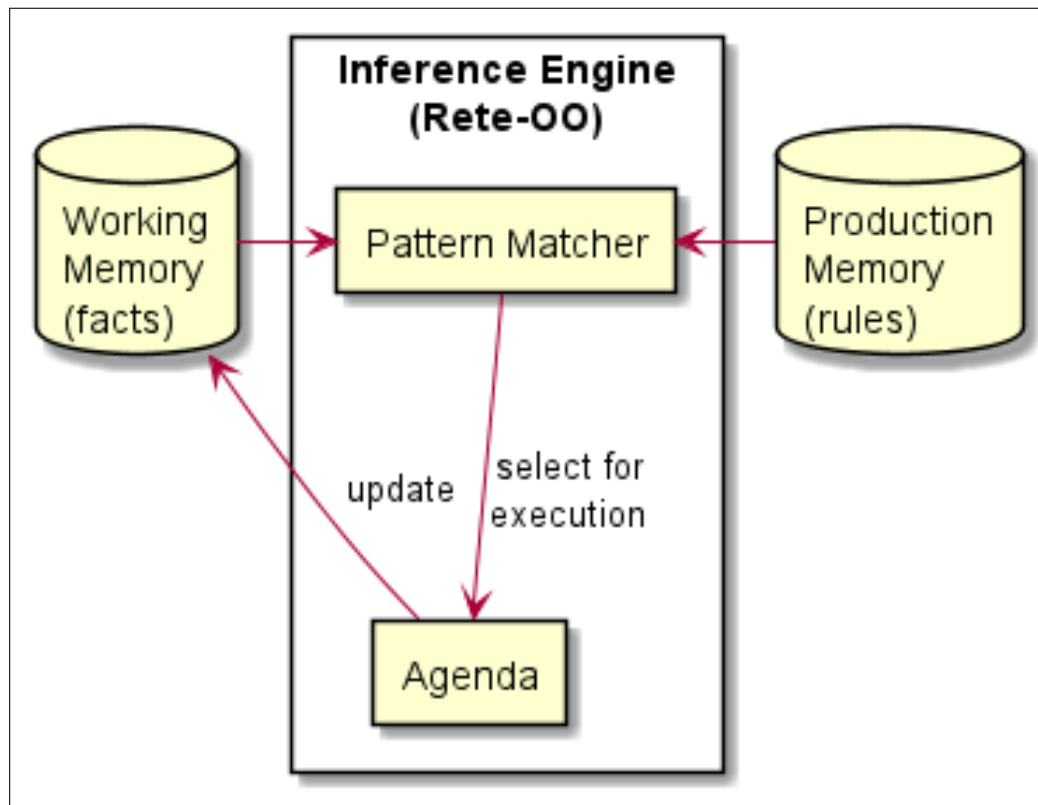 Inference Engine
(Rete-OO)
Working
Memory
(facts)
Pattern Matcher
Production
Memory
(rules)
update
select for
execution
Agenda